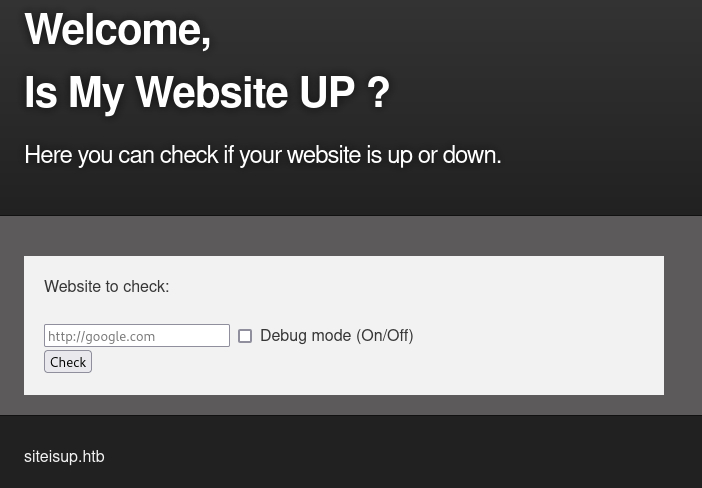 Welcome,
Is My Website UP ?
Here you can check if your website is up or down.
Website to check:
http://google.com Debug mode (On/Off)
Check
siteisup.htb